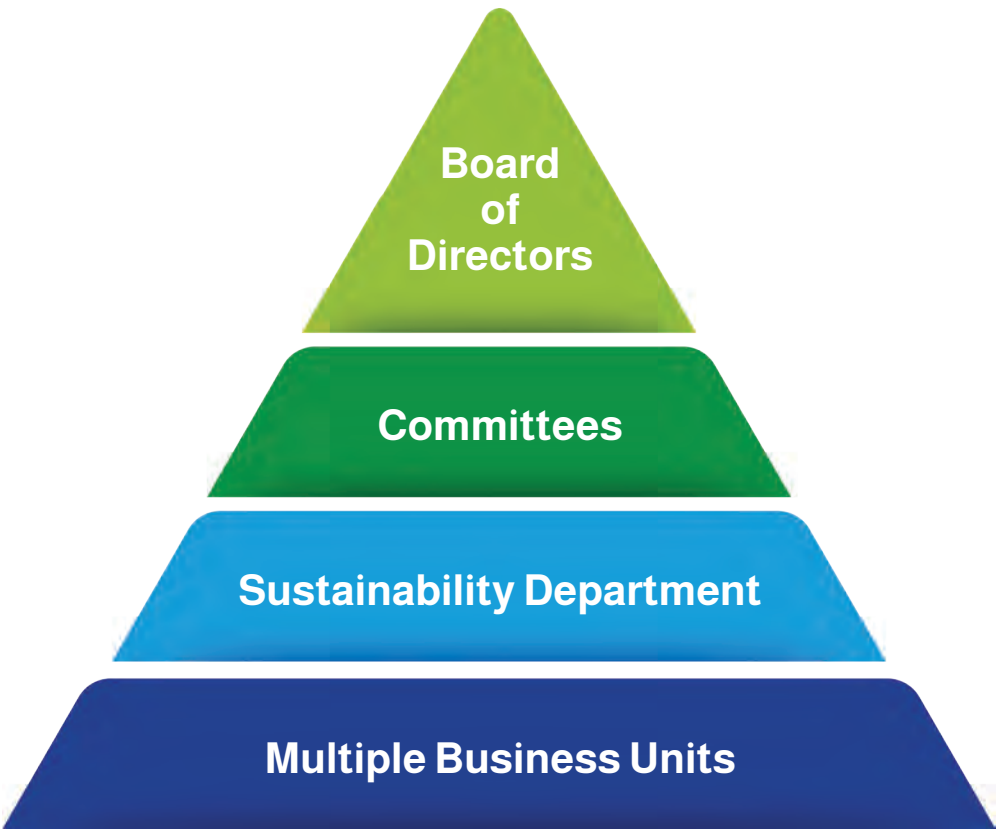 Board
of
Directors
Committees
Sustainability Department
Multiple Business Units